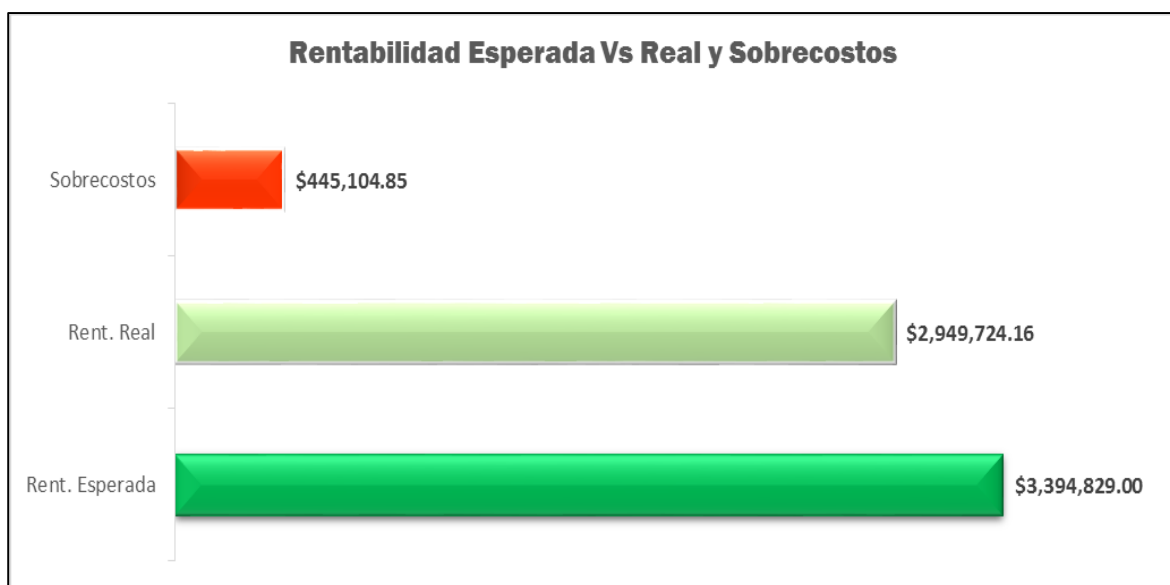 Rentabilidad Esperada Vs Real y Sobrecostos
Sobrecostos $445,104.85
Rent. Real $2,949,724.16
Rent. Esperada $3,394,829.00